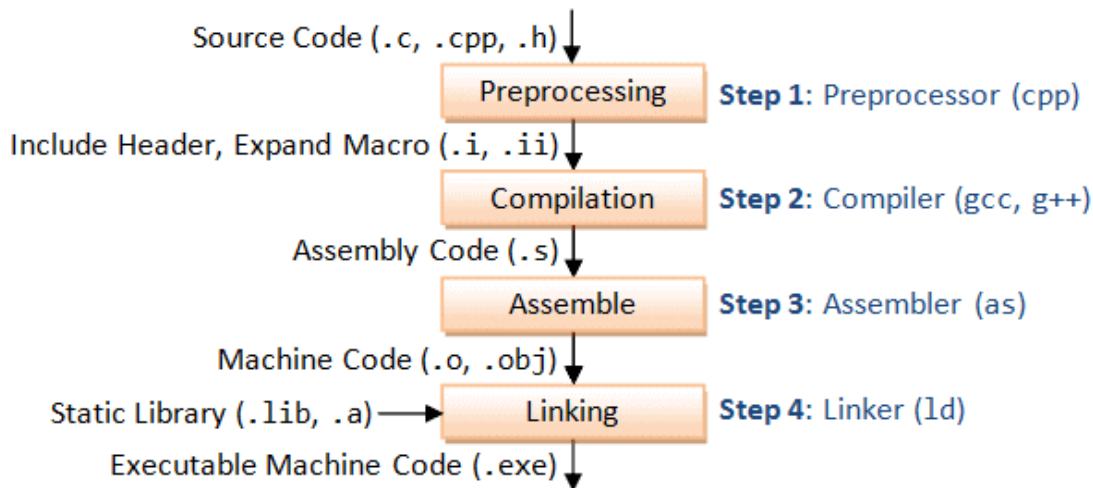 Source Code (.c, .cpp, .h)
Preprocessing
Step 1: Preprocessor (cpp)
Include Header, Expand Macro (.i, .ii)
Compilation
Step 2: Compiler (gcc, g++)
Assembly Code (.s)
Assemble
Step 3: Assembler (as)
Machine Code (.o, .obj)
Static Library (.lib, .a)
Linking
Step 4: Linker (ld)
Executable Machine Code (.exe)